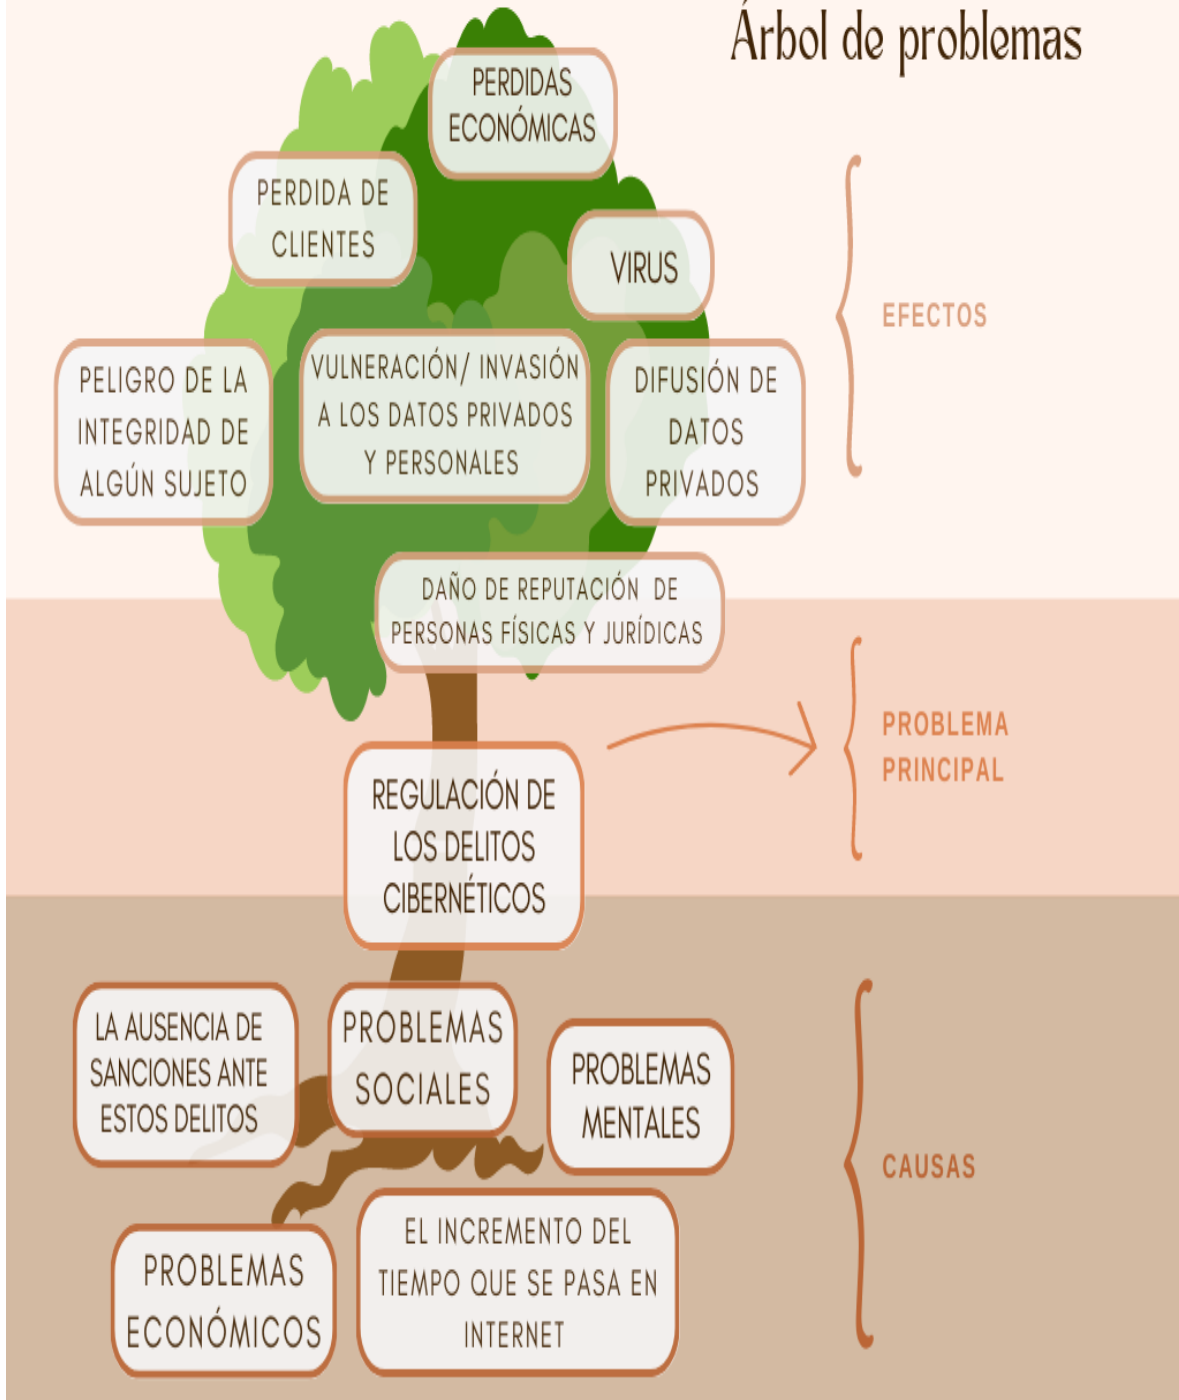 Árbol de problemas
PERDIDAS
ECONÓMICAS
PERDIDA DE
CLIENTES
VIRUS
EFECTOS
PELIGRO DE LA
INTEGRIDAD DE
ALGÚN SUJETO
VULNERACIÓN/ INVASIÓN
A LOS DATOS PRIVADOS
Y PERSONALES
DIFUSIÓN DE
DATOS
PRIVADOS
DAÑO DE REPUTACIÓN DE
PERSONAS FÍSICAS Y JURÍDICAS
PROBLEMA
PRINCIPAL
REGULACIÓN DE
LOS DELITOS
CIBERNÉTICOS
LA AUSENCIA DE
SANCIONES ANTE
ESTOS DELITOS
PROBLEMAS
SOCIALES
PROBLEMAS
MENTALES
CAUSAS
PROBLEMAS
ECONÓMICOS
EL INCREMENTO DEL
TIEMPO QUE SE PASA EN
INTERNET